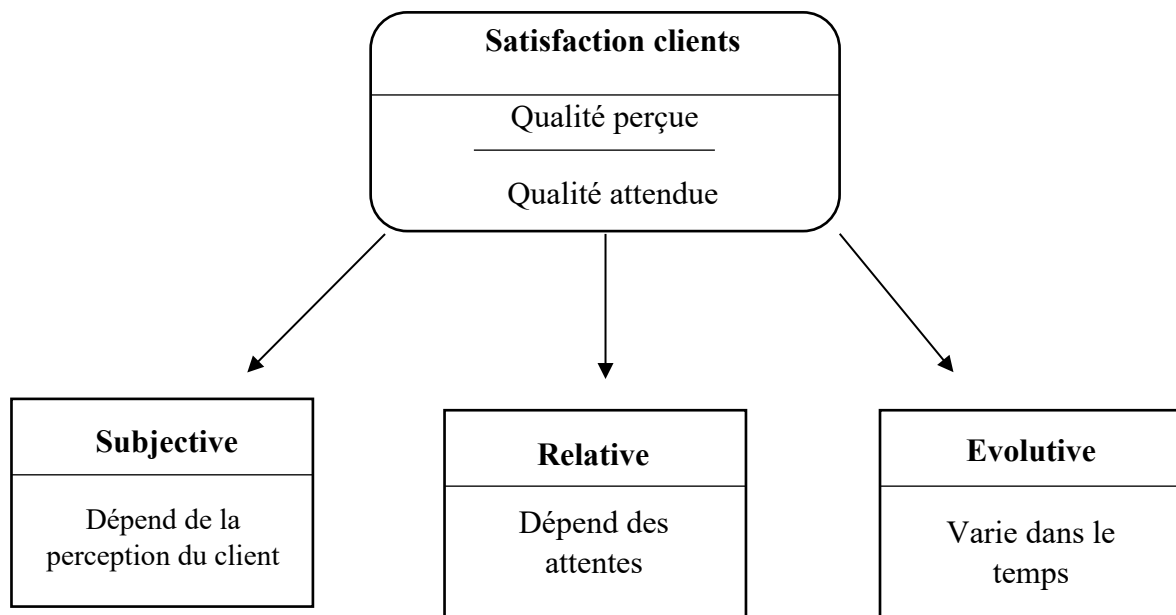 Satisfaction clients
Qualité perçue
Qualité attendue
Subjective
Dépend de la
perception du client
Relative
Dépend des
attentes
Evolutive
Varie dans le
temps